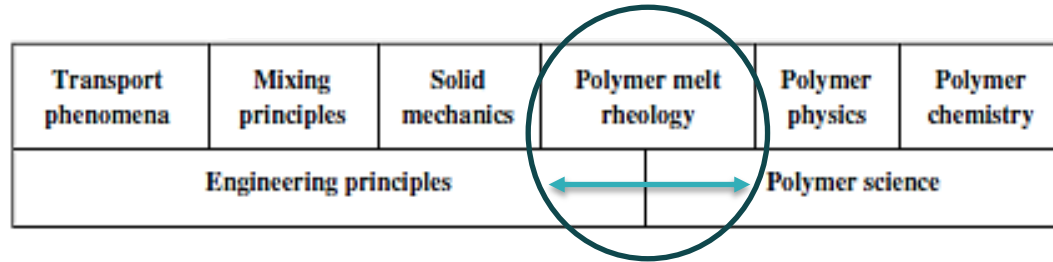 Transport Mixing Solid Polymer melt Polymer Polymer
phenomena principles mechanics rheology physics chemistry
Engineering principles Polymer science